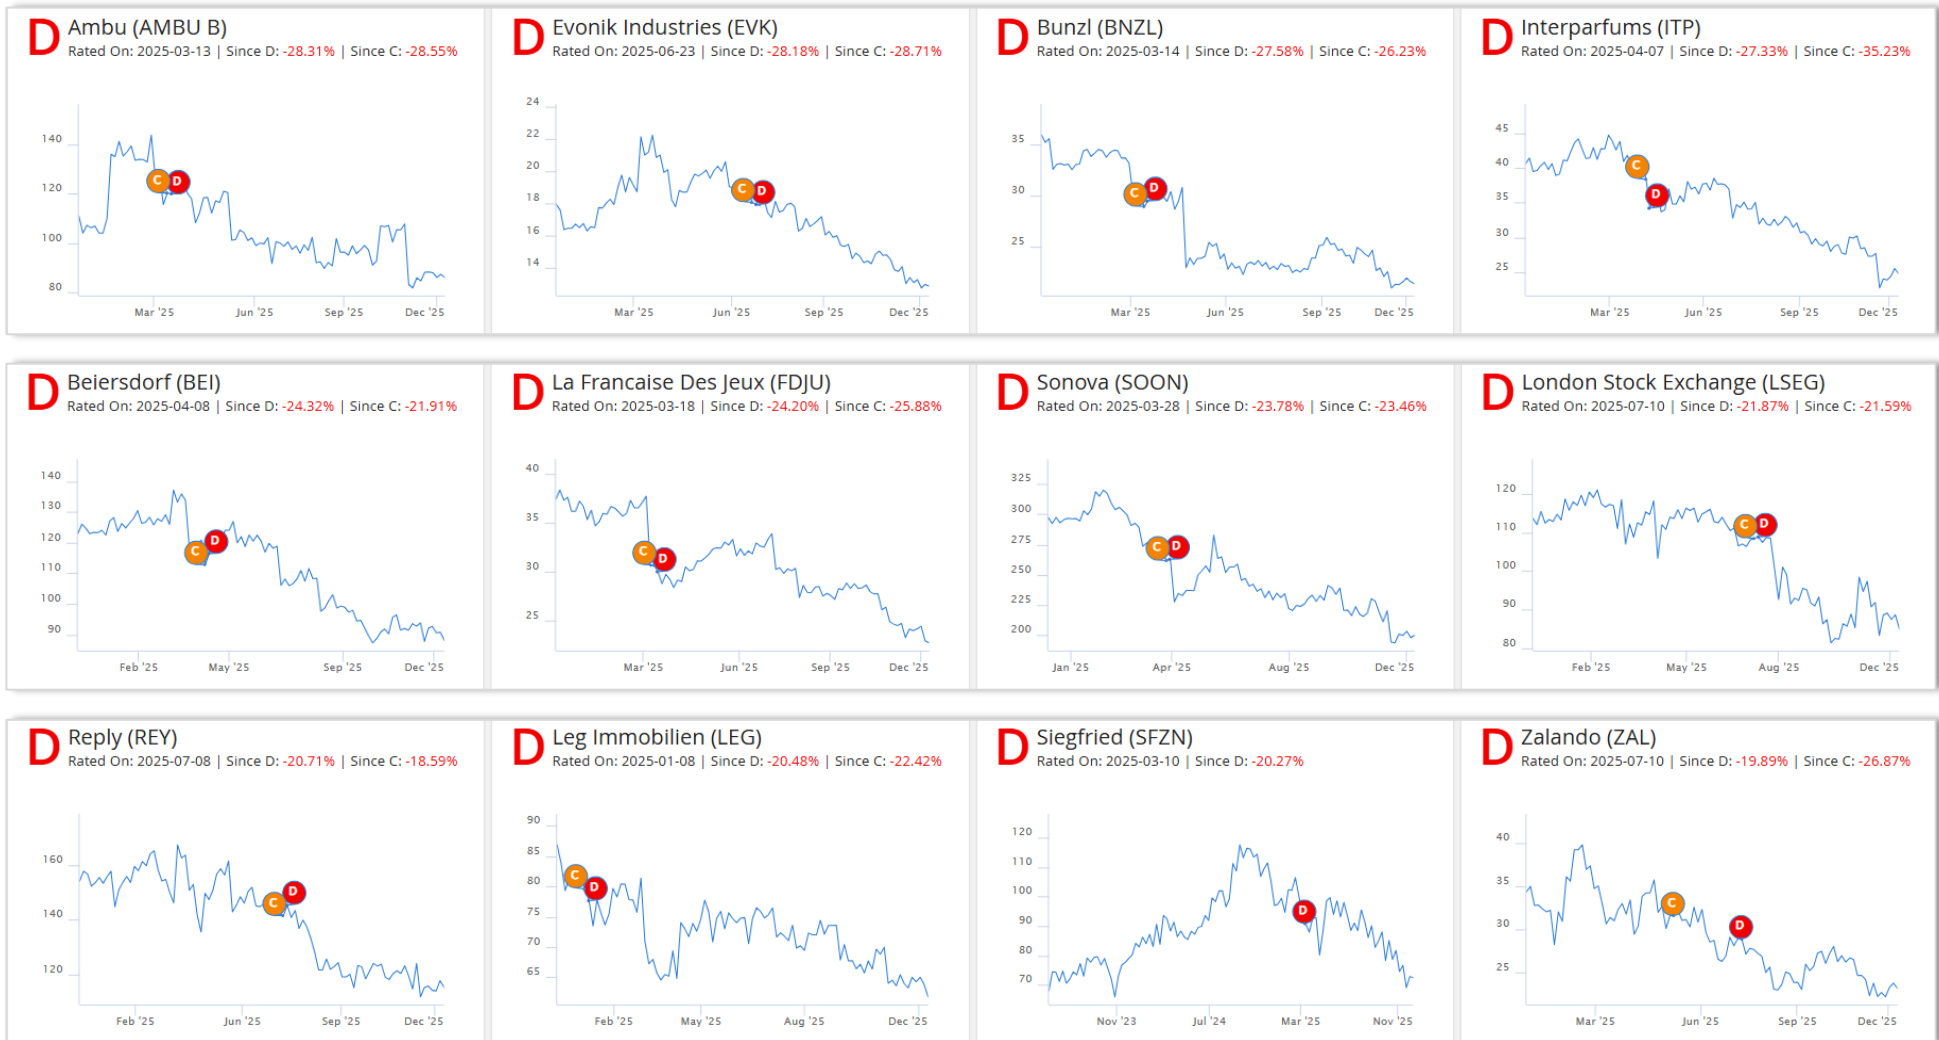 D Ambu (AMBU B)
Rated On: 2025-03-13 | Since D: -28.31% | Since C: -28.55%
140
120
100
80
C D
Mar '25 Jun '25 Sep '25 Dec '25
D Evonik Industries (EVK)
Rated On: 2025-06-23 | Since D: -28.18% | Since C: -28.71%
24
22
20
18
16
14
C D
Mar '25 Jun '25 Sep '25 Dec '25
D Bunzl (BNZL)
Rated On: 2025-03-14 | Since D: -27.58% | Since C: -26.23%
35
30
25
C D
Mar '25 Jun '25 Sep '25 Dec '25
D Interparfums (ITP)
Rated On: 2025-04-07 | Since D: -27.33% | Since C: -35.23%
45
40
35
30
25
C
D
Mar '25 Jun '25 Sep '25 Dec '25
D Beiersdorf (BEI)
Rated On: 2025-04-08 | Since D: -24.32% | Since C: -21.91%
140
130
120
110
100
90
C D
Feb '25 May '25 Sep '25 Dec '25
D La Francaise Des Jeux (FDJU)
Rated On: 2025-03-18 | Since D: -24.20% | Since C: -25.88%
40
35
30
25
C D
Mar '25 Jun '25 Sep '25 Dec '25
D Sonova (SOON)
Rated On: 2025-03-28 | Since D: -23.78% | Since C: -23.46%
325
300
275
250
225
200
C D
Jan '25 Apr '25 Aug '25 Dec '25
D London Stock Exchange (LSEG)
Rated On: 2025-07-10 | Since D: -21.87% | Since C: -21.59%
120
110
100
90
80
C D
Feb '25 May '25 Aug '25 Dec '25
D Reply (REY)
Rated On: 2025-07-08 | Since D: -20.71% | Since C: -18.59%
160
140
120
C D
Feb '25 Jun '25 Sep '25 Dec '25
D Leg Immobilien (LEG)
Rated On: 2025-01-08 | Since D: -20.48% | Since C: -22.42%
90
85
80
75
70
65
C D
Feb '25 May '25 Aug '25 Dec '25
D Siegfried (SFZN)
Rated On: 2025-03-10 | Since D: -20.27%
120
110
100
90
80
70
D
Nov '23 Jul '24 Mar '25 Nov '25
D Zalando (ZAL)
Rated On: 2025-07-10 | Since D: -19.89% | Since C: -26.87%
40
35
30
25
C
D
Mar '25 Jun '25 Sep '25 Dec '25